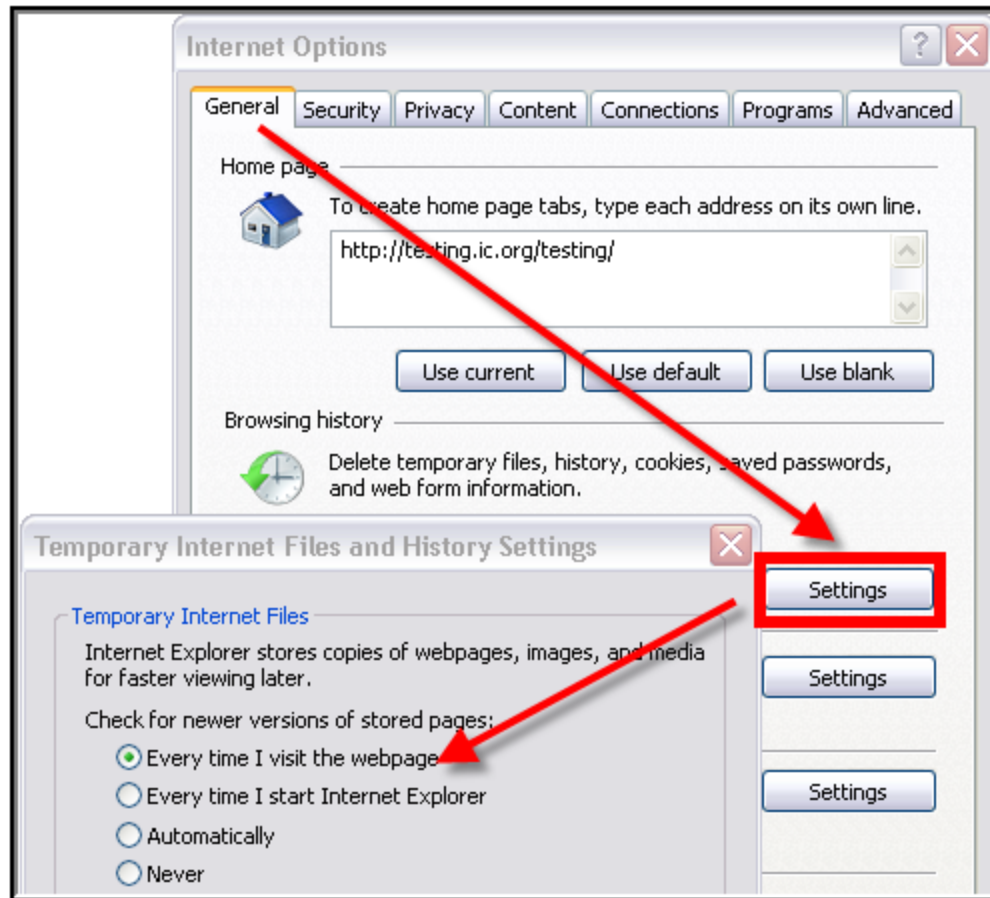 Internet Options
General Security Privacy Content Connections Programs Advanced
Home page
To create home page tabs, type each address on its own line.
http://testing.ic.org/testing/
Use current Use default Use blank
Browsing history
Delete temporary files, history, cookies, saved passwords,
and web form information.
Settings
Settings
Settings
Temporary Internet Files and History Settings
Temporary Internet Files
Internet Explorer stores copies of webpages, images, and media
for faster viewing later.
Check for newer versions of stored pages:
Every time I visit the webpage
Every time I start Internet Explorer
Automatically
Never